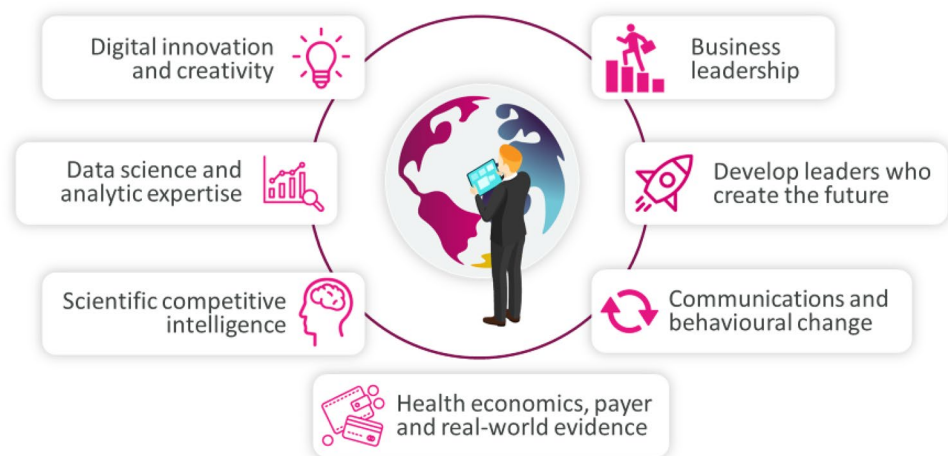 Digital innovation
and creativity
Business
leadership
Data science and
analytic expertise
Develop leaders who
create the future
Scientific competitive
intelligence
Communications and
behavioural change
Health economics, payer
and real-world evidence